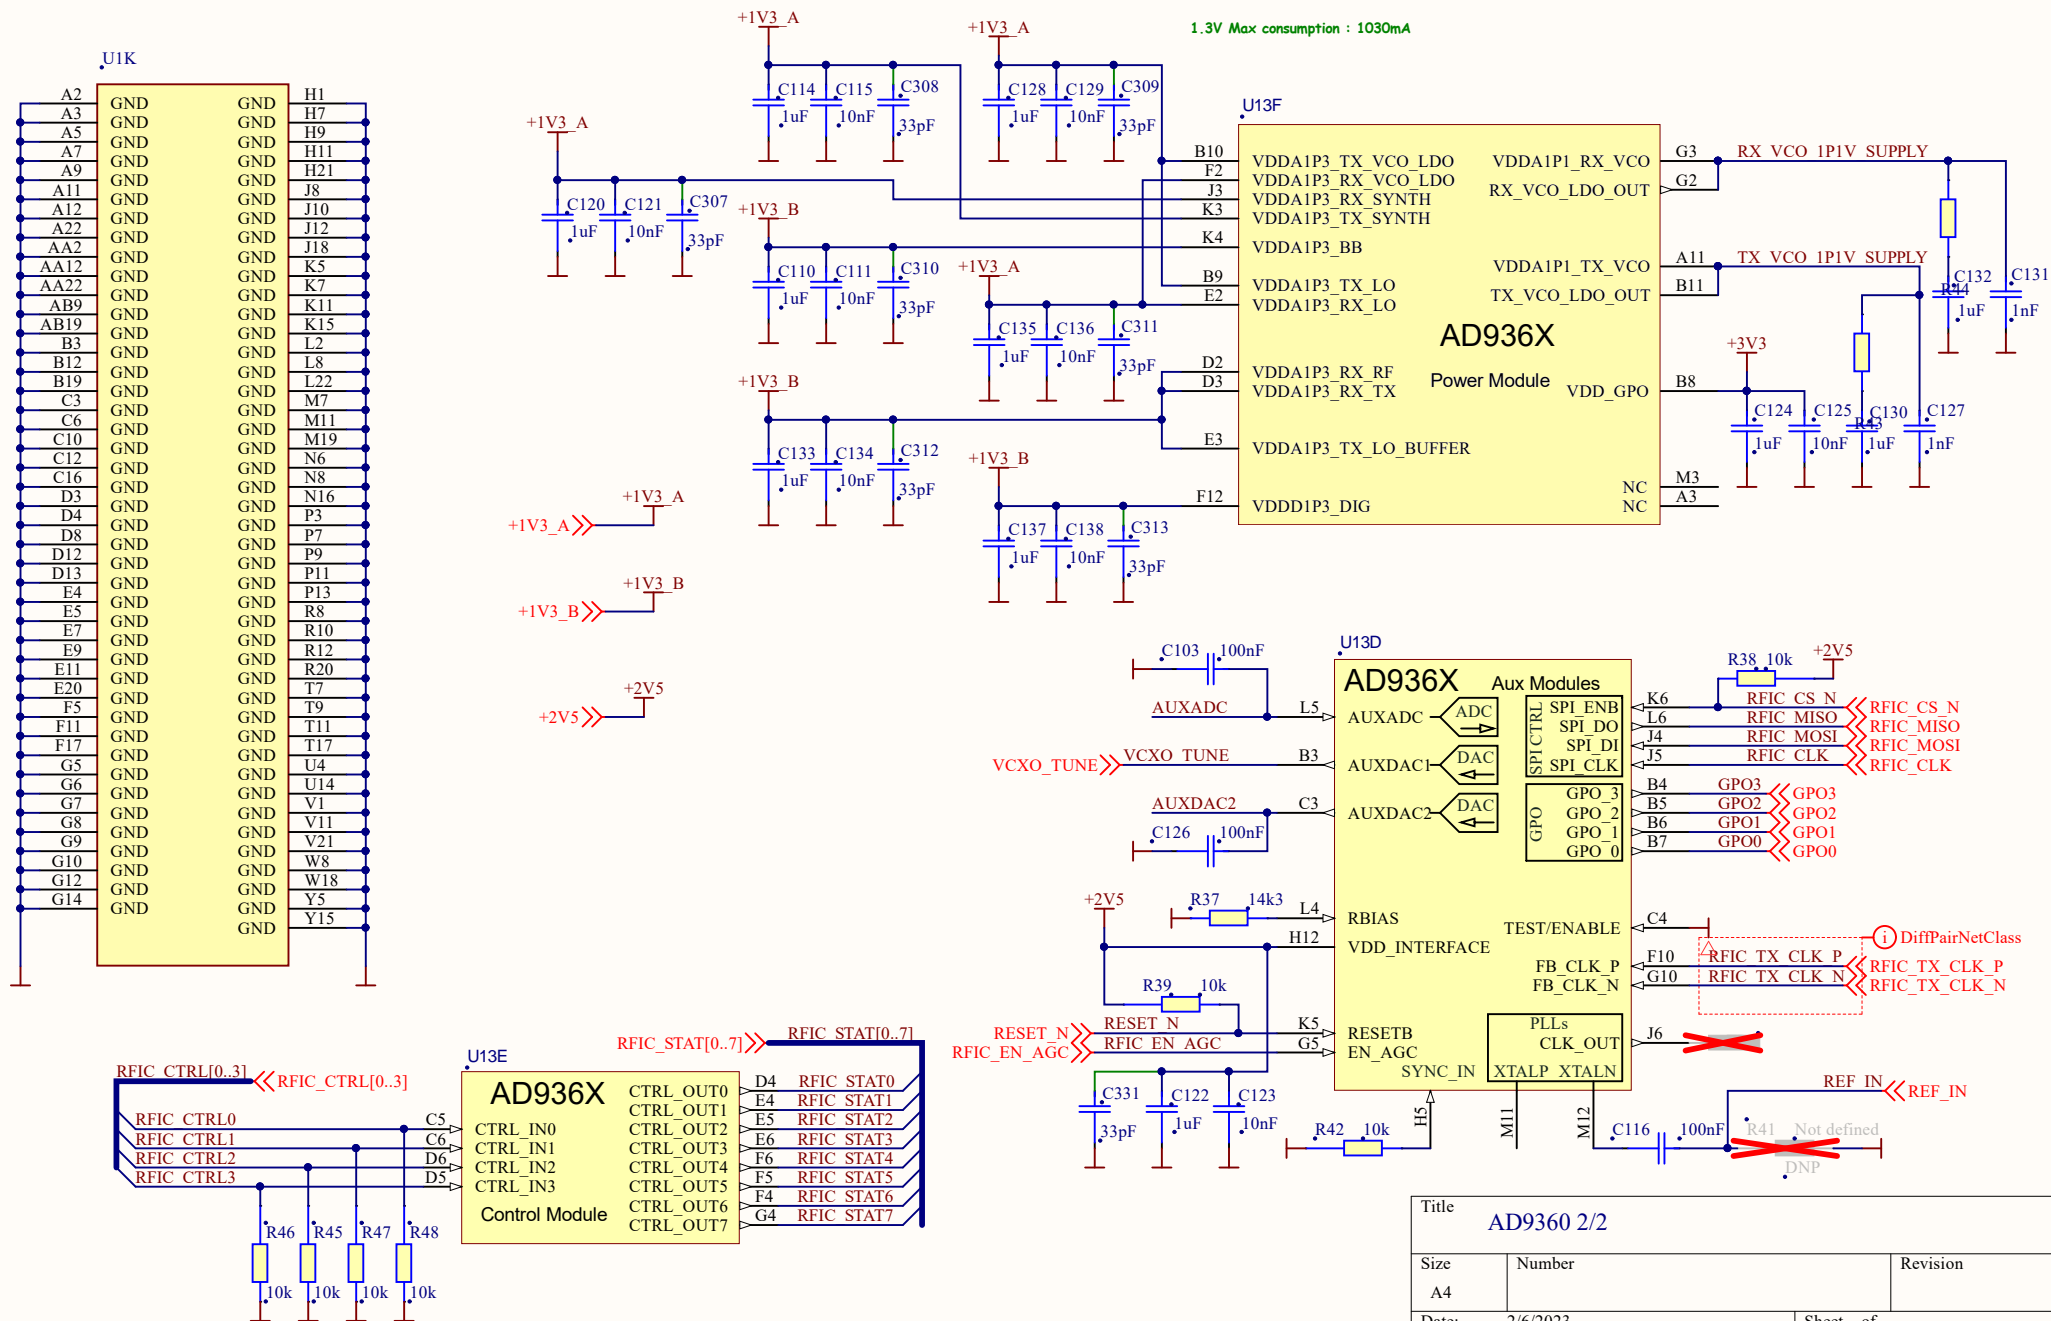 1.3V Max consumption : 1030mA
U1K
A2 GND GND H1
A3 GND GND H7
A5 GND GND H9
A7 GND GND H11
A9 GND GND H21
A11 GND GND J8
A12 GND GND J10
A22 GND GND J12
AA2 GND GND J18
AA12 GND GND K5
AA22 GND GND K7
AB9 GND GND K11
AB19 GND GND K15
B3 GND GND L2
B12 GND GND L8
B19 GND GND L22
C3 GND GND M7
C6 GND GND M11
C10 GND GND M19
C12 GND GND N6
C16 GND GND N8
D3 GND GND N16
D4 GND GND P3
D8 GND GND P7
D12 GND GND P9
D13 GND GND P11
E4 GND GND P13
E5 GND GND R8
E7 GND GND R10
E9 GND GND R12
E11 GND GND R20
E20 GND GND T7
F5 GND GND T9
F11 GND GND T11
F17 GND GND T17
G5 GND GND U4
G6 GND GND U14
G7 GND GND V1
G8 GND GND V11
G9 GND GND V21
G10 GND GND W8
G12 GND GND W18
G14 GND GND Y5
GND Y15
+1V3_A
C114 C115 C308
1uF 10nF 33pF
+1V3_A
C128 C129 C309
1uF 10nF 33pF
+1V3_A
C120 C121 C307
1uF 10nF 33pF
+1V3_B
C110 C111 C310
1uF 10nF 33pF
+1V3_A
C135 C136 C311
1uF 10nF 33pF
+1V3_B
C133 C134 C312
1uF 10nF 33pF
+1V3_B
C137 C138 C313
1uF 10nF 33pF
+1V3_A +1V3_A
+1V3_B +1V3_B
+2V5 +2V5
U13F
B10 VDDA1P3_TX_VCO_LDO
F2 VDDA1P3_RX_VCO_LDO
J3 VDDA1P3_RX_SYNTH
K3 VDDA1P3_TX_SYNTH
K4 VDDA1P3_BB
B9 VDDA1P3_TX_LO
E2 VDDA1P3_RX_LO
D2 VDDA1P3_RX_RF
D3 VDDA1P3_RX_TX
E3 VDDA1P3_TX_LO_BUFFER
F12 VDDD1P3_DIG
AD936X
Power Module
VDDA1P1_RX_VCO G3 RX_VCO_1P1V_SUPPLY
RX_VCO_LDO_OUT G2
VDDA1P1_TX_VCO A11 TX_VCO_1P1V_SUPPLY
TX_VCO_LDO_OUT B11
VDD_GPO B8
NC M3
NC A3
R44 C132 C131
1uF 1nF
+3V3
C124 C125 R43 C130 C127
1uF 10nF 1uF 1nF
U13D
AD936X
Aux Modules
C103 100nF
AUXADC L5 AUXADC ADC
VCXO_TUNE VCXO_TUNE B3 AUXDAC1 DAC
AUXDAC2 C3 AUXDAC2 DAC
C126 100nF
R37 14k3 L4 RBIAS
+2V5 H12 VDD_INTERFACE
R39 10k
RESET_N RESET_N K5 RESETB
RFIC_EN_AGC RFIC_EN_AGC G5 EN_AGC
C331 C122 C123
33pF 1uF 10nF
R42 10k H5 SYNC_IN
R38 10k +2V5
SPI CTRL
SPI_ENB K6 RFIC_CS_N RFIC_CS_N
SPI_DO L6 RFIC_MISO RFIC_MISO
SPI_DI J4 RFIC_MOSI RFIC_MOSI
SPI_CLK J5 RFIC_CLK RFIC_CLK
GPO
GPO_3 B4 GPO3 GPO3
GPO_2 B5 GPO2 GPO2
GPO_1 B6 GPO1 GPO1
GPO_0 B7 GPO0 GPO0
TEST/ENABLE C4
i DiffPairNetClass
FB_CLK_P F10 RFIC_TX_CLK_P RFIC_TX_CLK_P
FB_CLK_N G10 RFIC_TX_CLK_N RFIC_TX_CLK_N
PLLs
CLK_OUT J6
XTALP XTALN
M11 M12
REF_IN REF_IN
C116 100nF R41 Not defined
DNP
RFIC_STAT[0..7] RFIC_STAT[0..7]
RFIC_CTRL[0..3] RFIC_CTRL[0..3]
U13E
AD936X
Control Module
RFIC_CTRL0 C5 CTRL_IN0
RFIC_CTRL1 C6 CTRL_IN1
RFIC_CTRL2 D6 CTRL_IN2
RFIC_CTRL3 D5 CTRL_IN3
CTRL_OUT0 D4 RFIC_STAT0
CTRL_OUT1 E4 RFIC_STAT1
CTRL_OUT2 E5 RFIC_STAT2
CTRL_OUT3 E6 RFIC_STAT3
CTRL_OUT4 F6 RFIC_STAT4
CTRL_OUT5 F5 RFIC_STAT5
CTRL_OUT6 F4 RFIC_STAT6
CTRL_OUT7 G4 RFIC_STAT7
R46 R45 R47 R48
10k 10k 10k 10k
Title
AD9360 2/2
Size Number Revision
A4
Date: 2/6/2023 Sheet of